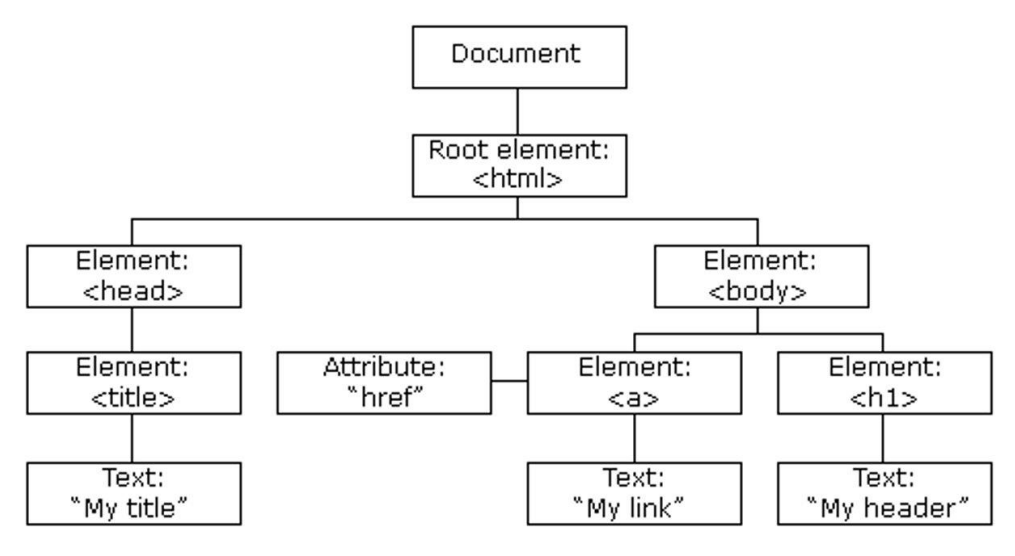 Document
Root element:
<html>
Element:
<head>
Element:
<body>
Element:
<title>
Attribute:
“href”
Element:
<a>
Element:
<h1>
Text:
“My title”
Text:
“My link”
Text:
“My header”